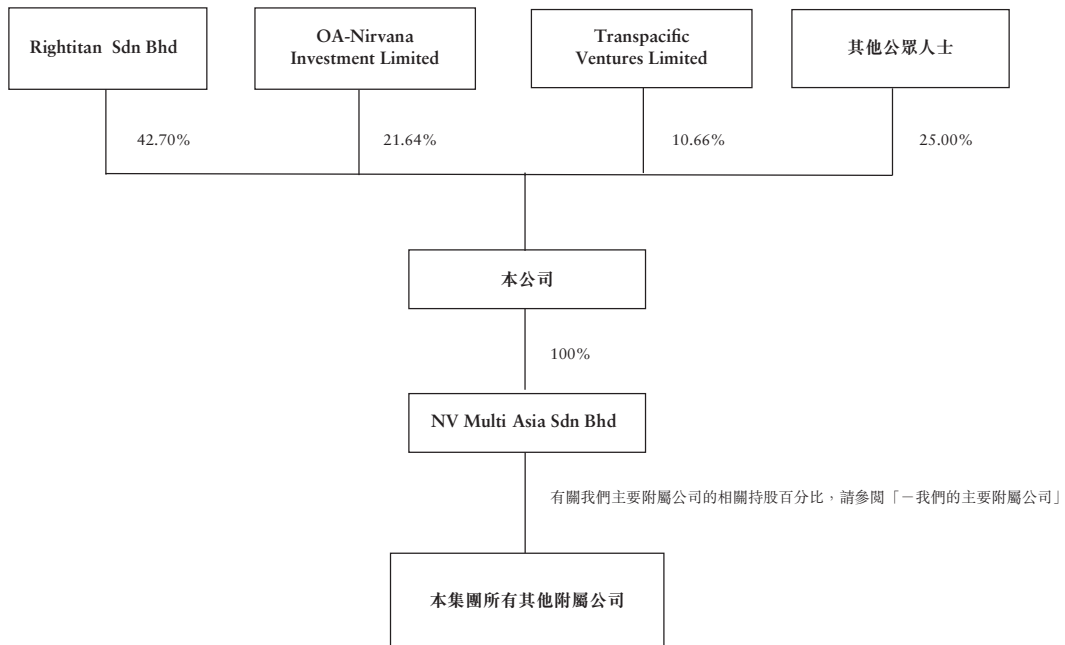 Rightitan Sdn Bhd
OA-Nirvana
Investment Limited
Transpacific
Ventures Limited
其他公眾人士
42.70%
21.64%
10.66%
25.00%
本公司
100%
NV Multi Asia Sdn Bhd
有關我們主要附屬公司的相關持股百分比，請參閱「－我們的主要附屬公司」
本集團所有其他附屬公司